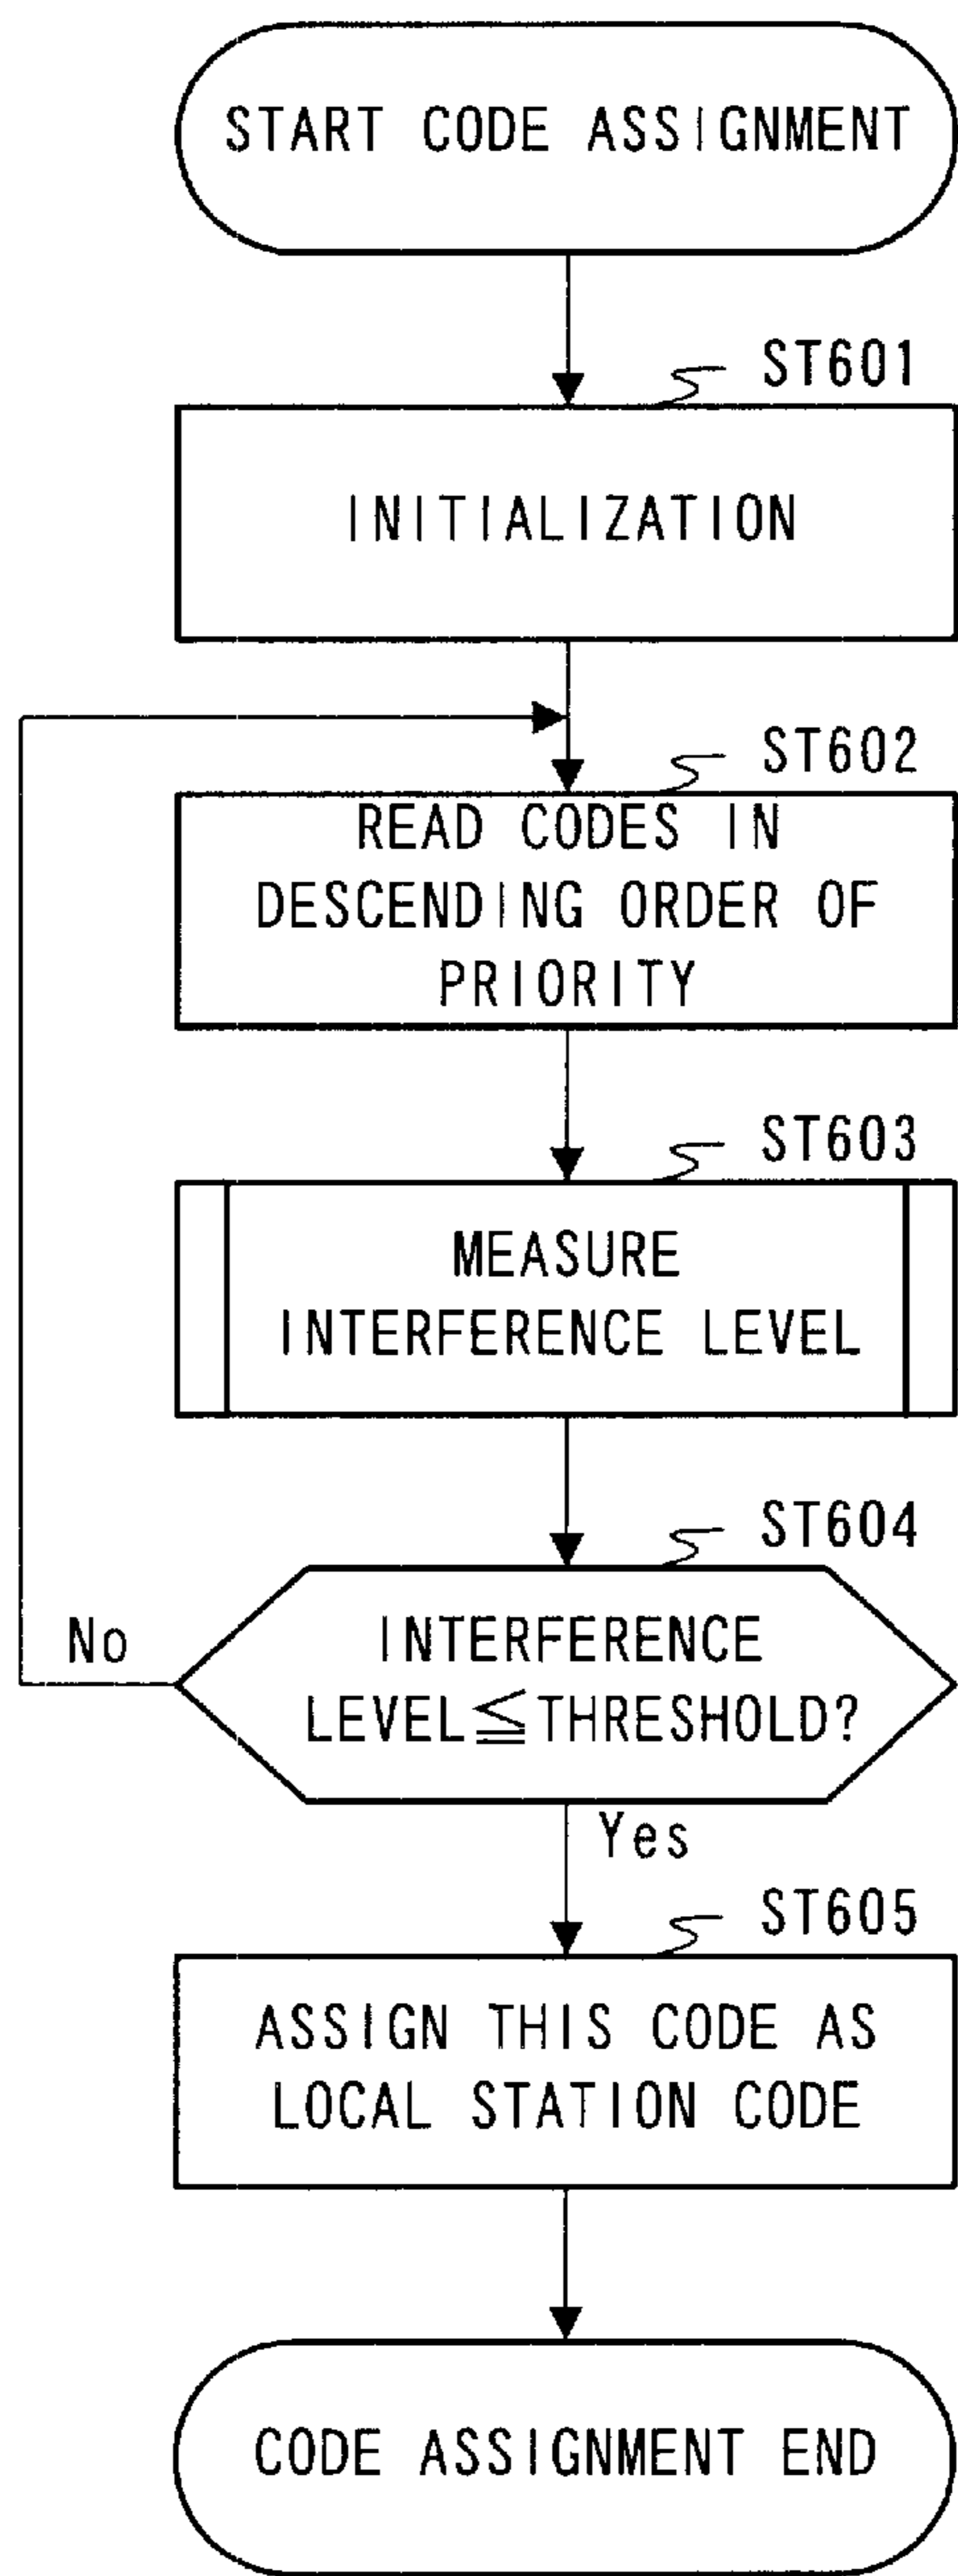 START CODE ASSIGNMENT
ST601
INITIALIZATION
ST602
READ CODES IN
DESCENDING ORDER OF
PRIORITY
ST603
MEASURE
INTERFERENCE LEVEL
ST604
No
INTERFERENCE
LEVEL≦THRESHOLD?
Yes
ST605
ASSIGN THIS CODE AS
LOCAL STATION CODE
CODE ASSIGNMENT END